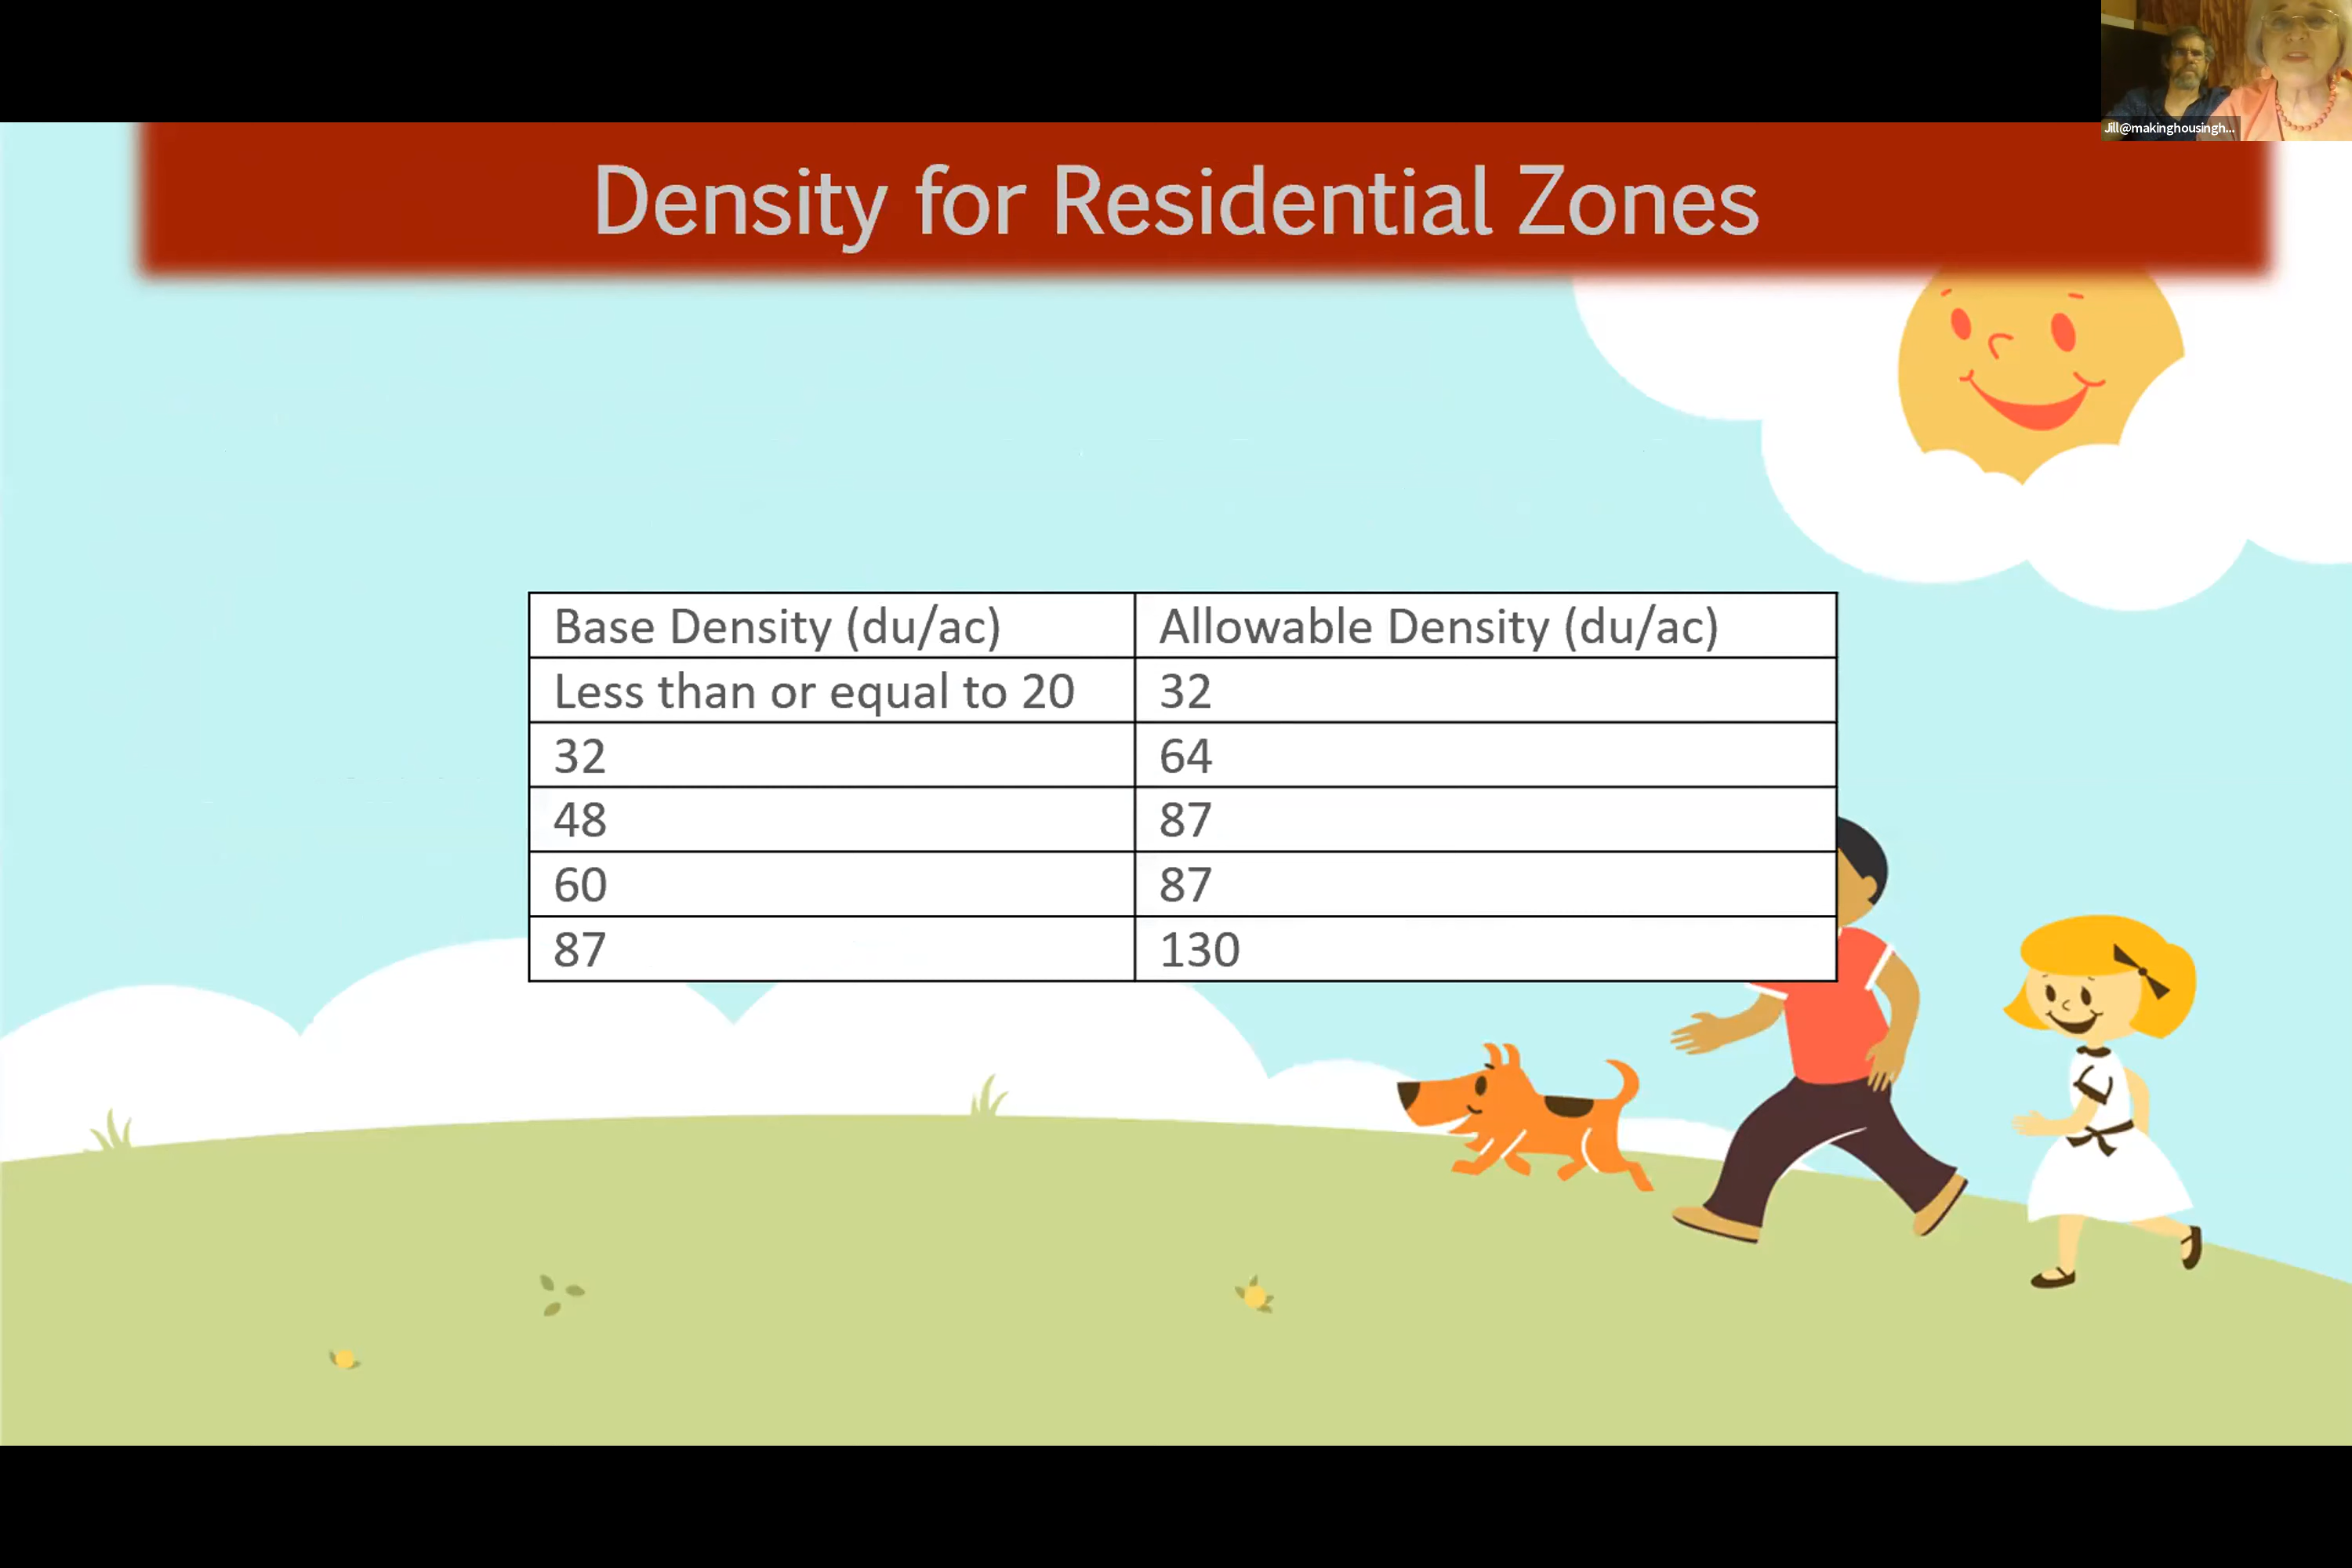 Jill@makinghousingh...
Density for Residential Zones
Base Density (du/ac) Allowable Density (du/ac)
Less than or equal to 20 32
32 64
48 87
60 87
87 130